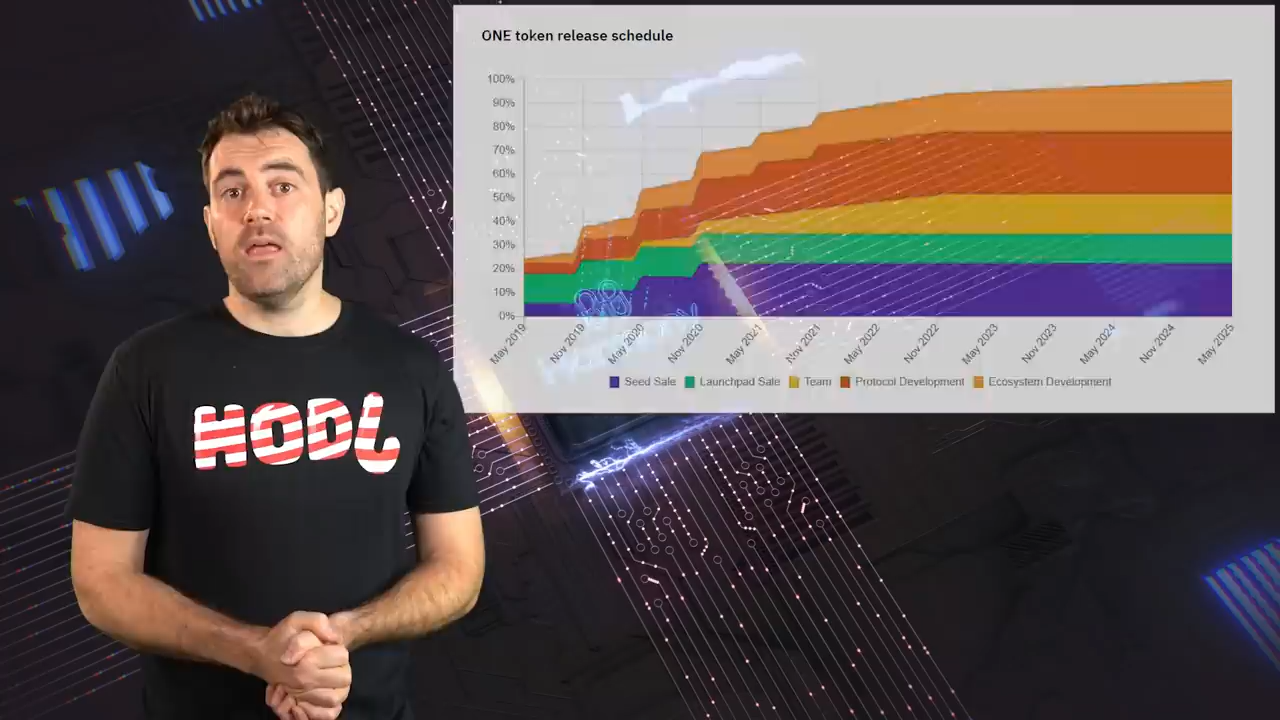 ONE token release schedule
100%
90%
80%
70%
60%
50%
40%
30%
20%
10%
0%
May 2019
Nov 2019
May 2020
Nov 2020
May 2021
Nov 2021
May 2022
Nov 2022
May 2023
Nov 2023
May 2024
Nov 2024
May 2025
Seed Sale Launchpad Sale Team Protocol Development Ecosystem Development
HODL